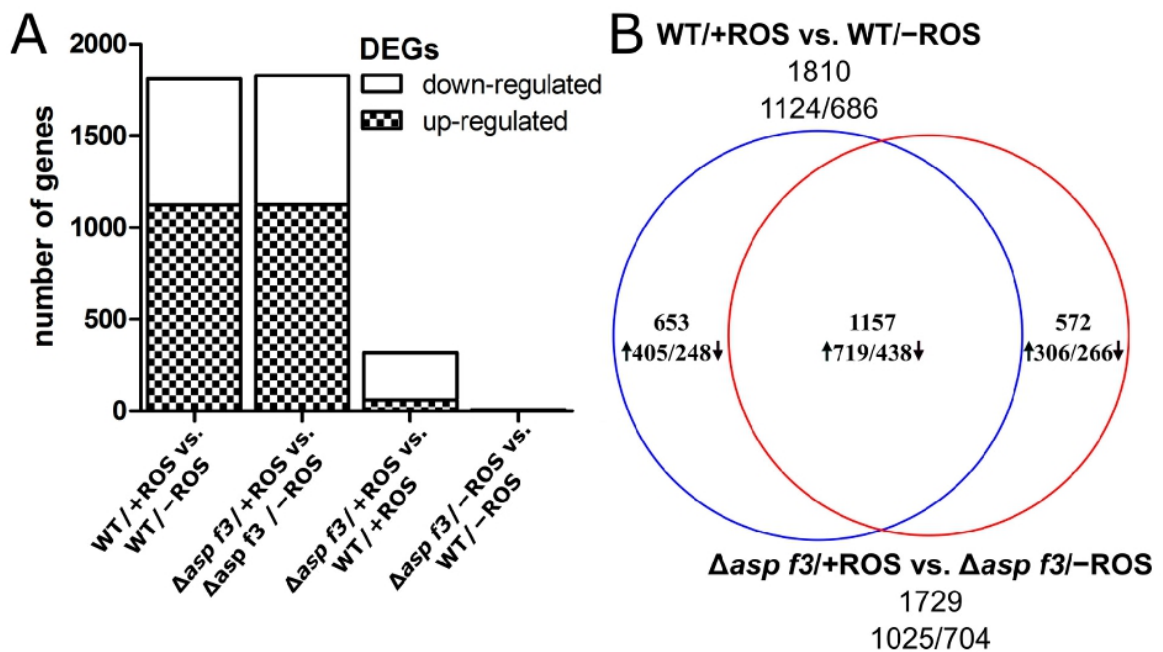 A
2000
1500
1000
500
0
number of genes
DEGs
down-regulated
up-regulated
WT/+ROS vs.
WT/−ROS
Δasp f3/+ROS vs.
Δasp f3 /−ROS
Δasp f3/+ROS vs.
WT/+ROS
Δasp f3/−ROS vs.
WT/−ROS
B
WT/+ROS vs. WT/−ROS
1810
1124/686
653
↑405/248↓
1157
↑719/438↓
572
↑306/266↓
Δasp f3/+ROS vs. Δasp f3/−ROS
1729
1025/704